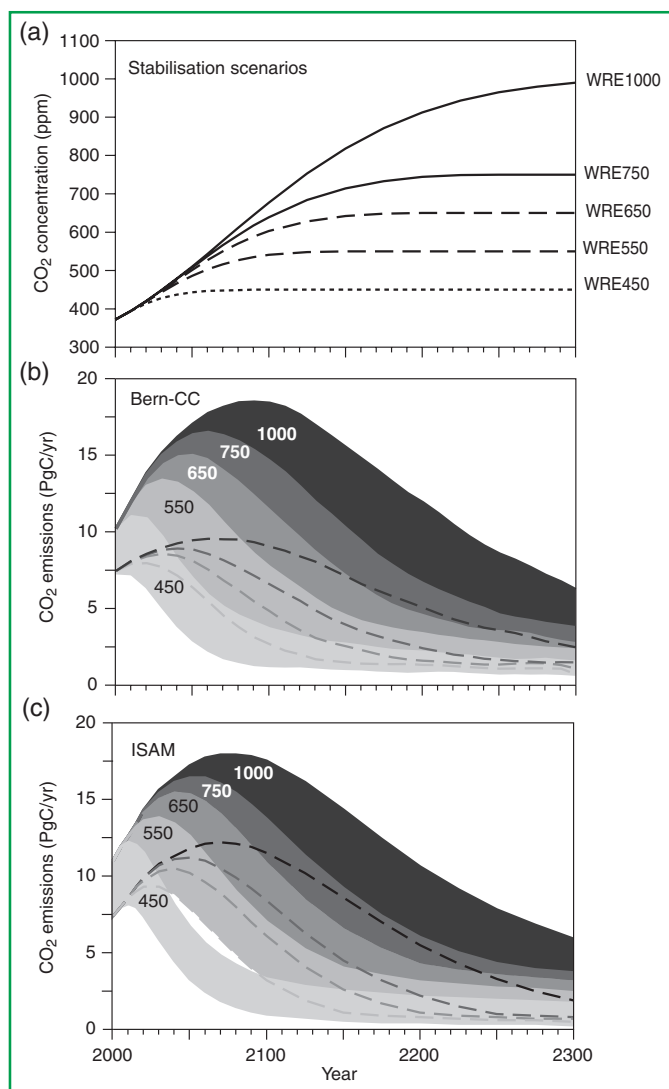 (a)
Stabilisation scenarios
CO₂ concentration (ppm)
1100
1000
900
800
700
600
500
400
300
WRE1000
WRE750
WRE650
WRE550
WRE450
(b)
Bern-CC
CO₂ emissions (PgC/yr)
20
15
10
5
0
1000
750
650
550
450
(c)
ISAM
CO₂ emissions (PgC/yr)
20
15
10
5
0
1000
750
650
550
450
2000
2100
2200
2300
Year